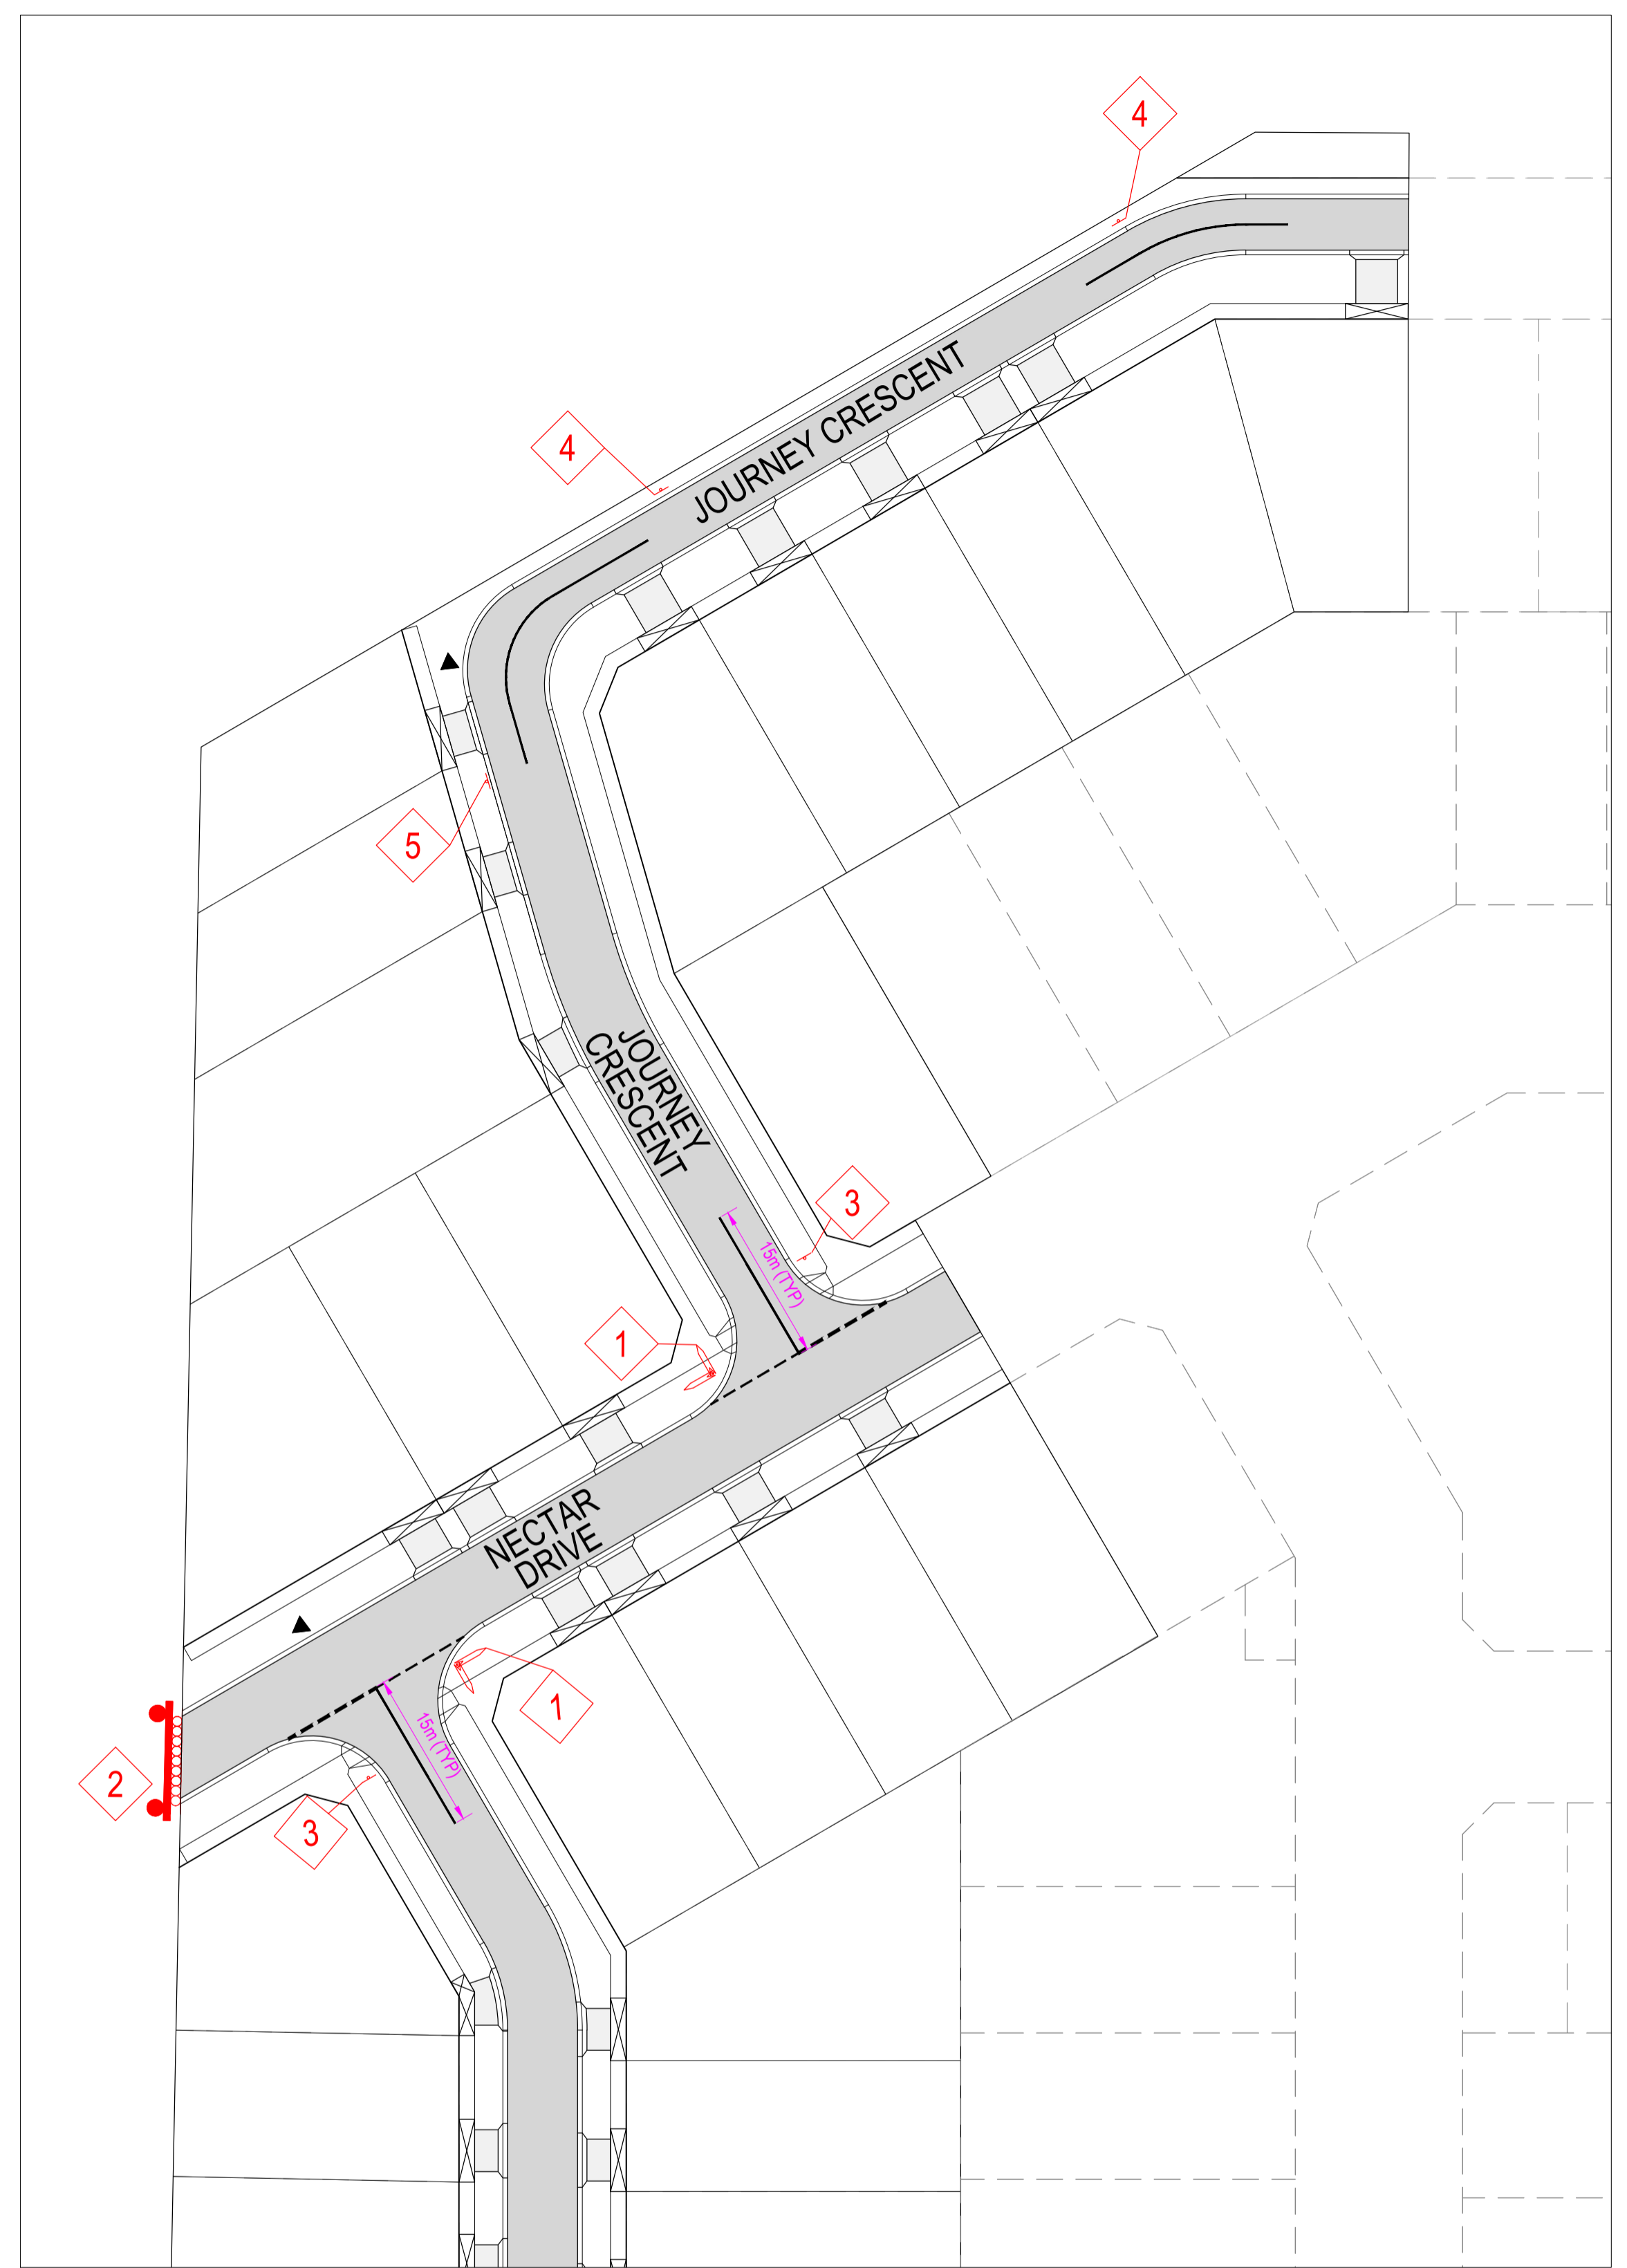 4
4
JOURNEY CRESCENT
5
JOURNEY
CRESCENT
3
15m (TYP)
1
NECTAR
DRIVE
1
15m (TYP)
2
3